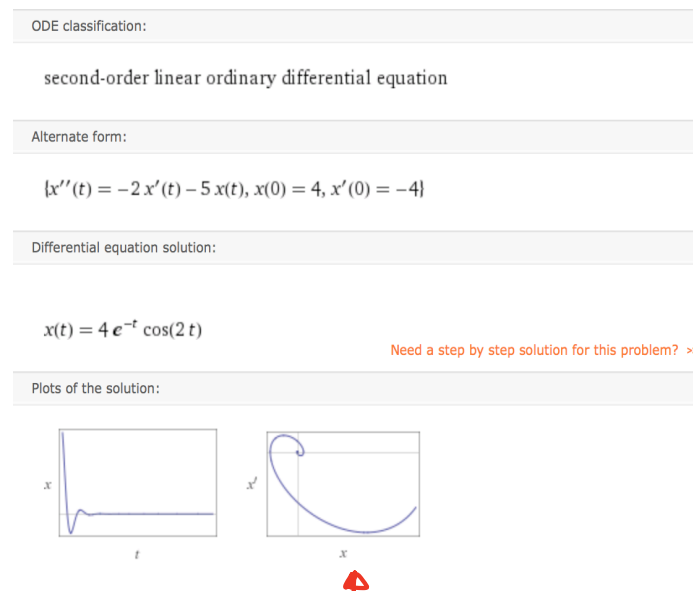 ODE classification:
second-order linear ordinary differential equation
Alternate form:
{x′′(t) = −2 x′(t) − 5 x(t), x(0) = 4, x′(0) = −4}
Differential equation solution:
x(t) = 4 e^−t cos(2 t)
Need a step by step solution for this problem? >
Plots of the solution:
x
t
x′
x